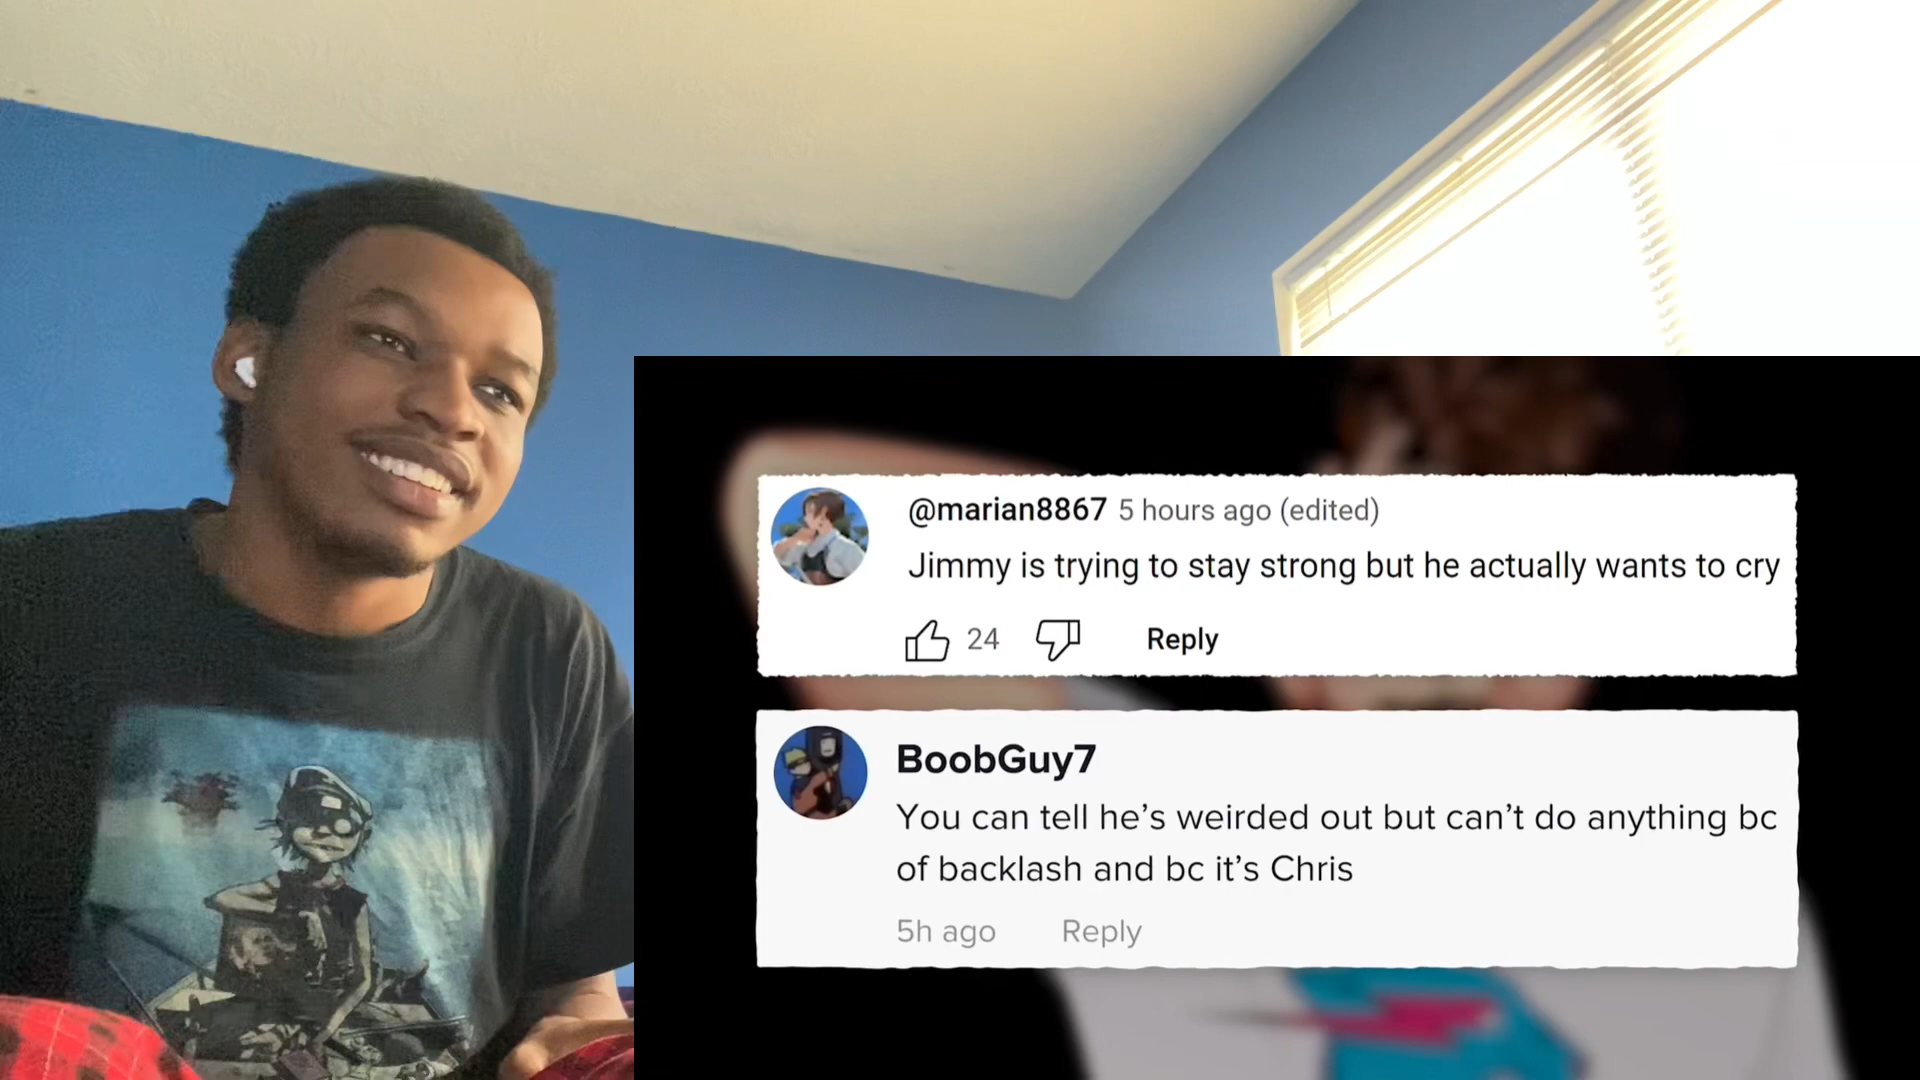 @marian8867 5 hours ago (edited)
Jimmy is trying to stay strong but he actually wants to cry
24 Reply
BoobGuy7
You can tell he’s weirded out but can’t do anything bc
of backlash and bc it’s Chris
5h ago Reply